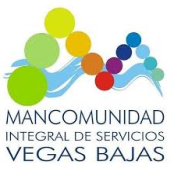 MANCOMUNIDAD
INTEGRAL DE SERVICIOS
VEGAS BAJAS